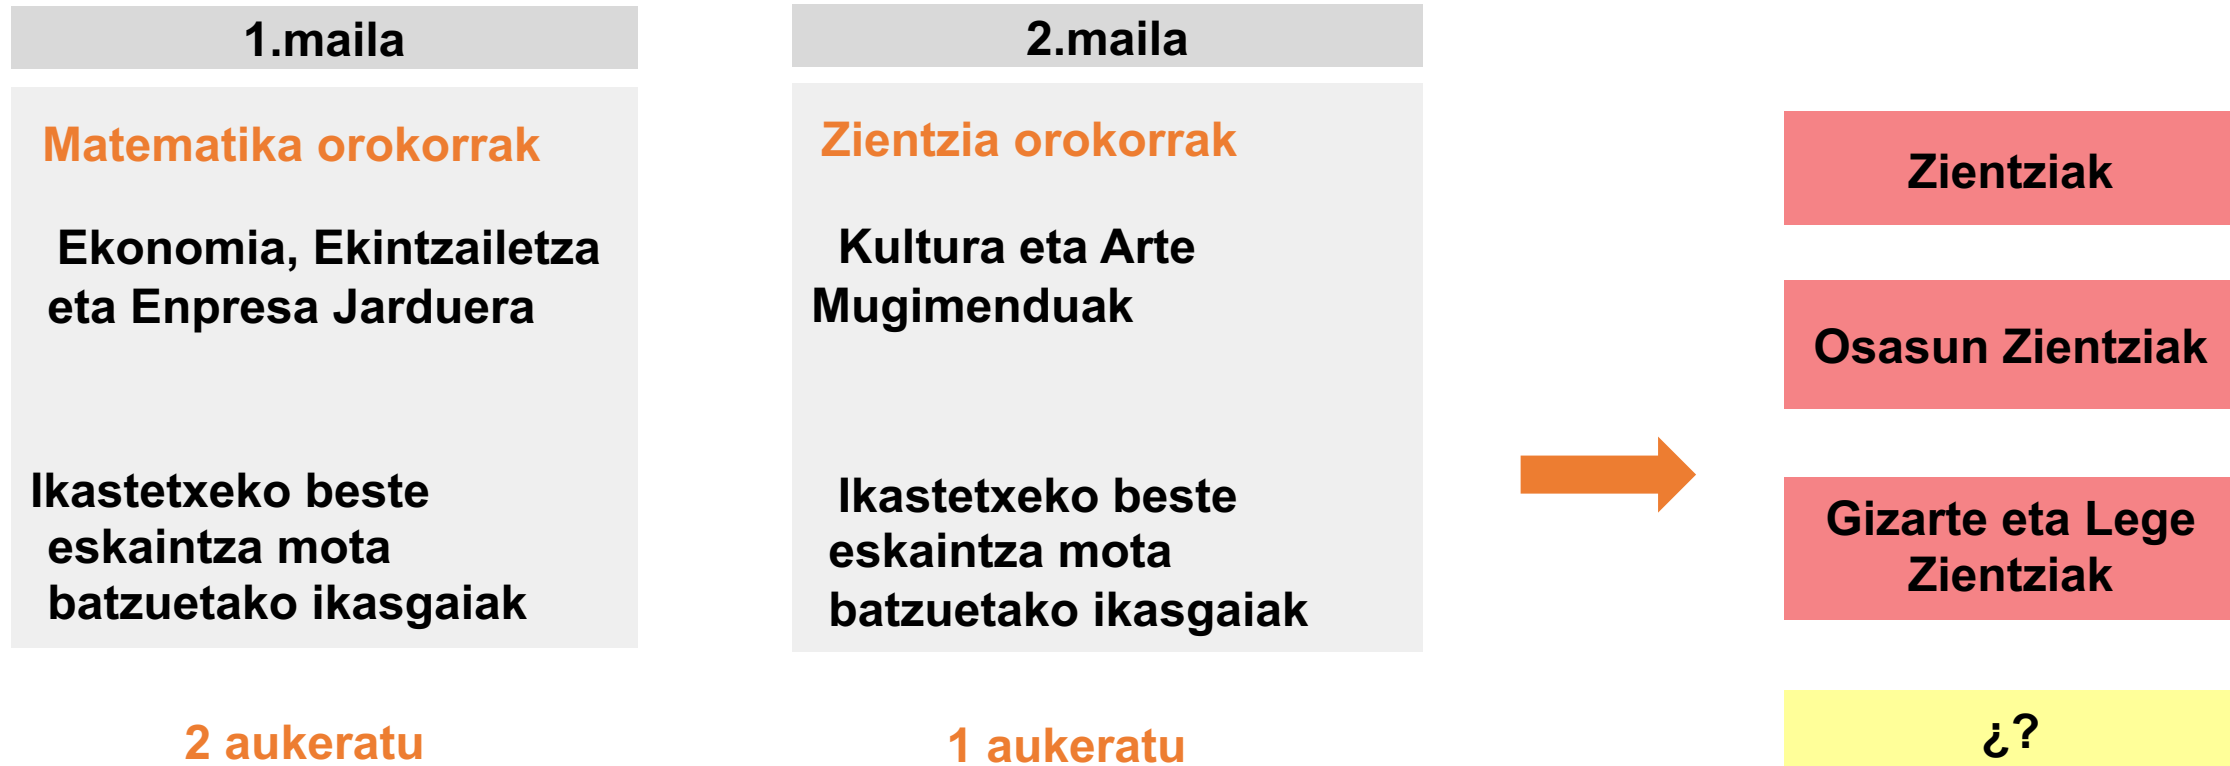 1.maila
Matematika orokorrak
Ekonomia, Ekintzailetza
eta Enpresa Jarduera
Ikastetxeko beste
eskaintza mota
batzuetako ikasgaiak
2 aukeratu
2.maila
Zientzia orokorrak
Kultura eta Arte
Mugimenduak
Ikastetxeko beste
eskaintza mota
batzuetako ikasgaiak
1 aukeratu
Zientziak
Osasun Zientziak
Gizarte eta Lege
Zientziak
¿?